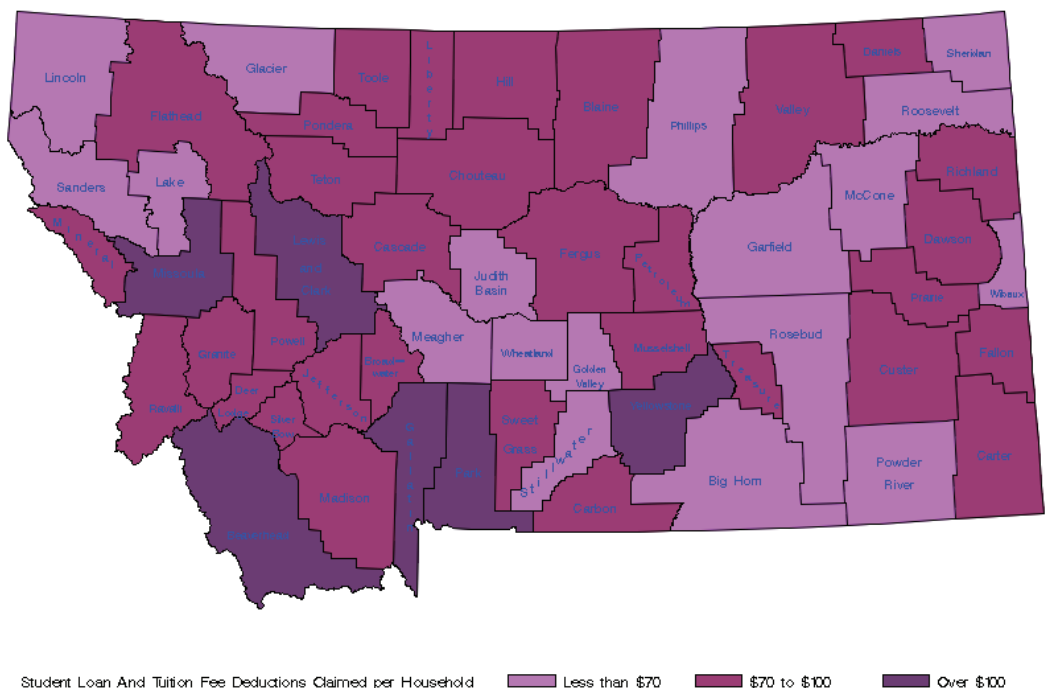 Lincoln
Flathead
Glacier
Toole
Liberty
Hill
Blaine
Phillips
Valley
Daniels
Sheridan
Roosevelt
Pondera
Teton
Chouteau
Sanders
Lake
Mineral
Missoula
Lewis
and
Clark
Cascade
Judith
Basin
Fergus
Petroleum
Garfield
McCone
Richland
Dawson
Wibaux
Prairie
Meagher
Wheatland
Golden
Valley
Musselshell
Rosebud
Treasure
Custer
Fallon
Granite
Powell
Jefferson
Broad-
water
Ravalli
Deer
Lodge
Silver
Bow
Gallatin
Park
Sweet
Grass
Stillwater
Yellowstone
Big Horn
Powder
River
Carter
Beaverhead
Madison
Carbon
Student Loan And Tuition Fee Deductions Claimed per Household Less than $70 $70 to $100 Over $100